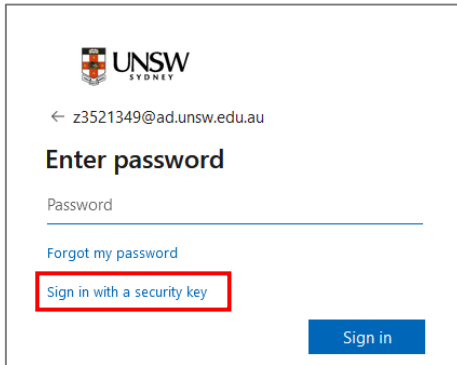 UNSW
SYDNEY
← z3521349@ad.unsw.edu.au
Enter password
Password
Forgot my password
Sign in with a security key
Sign in